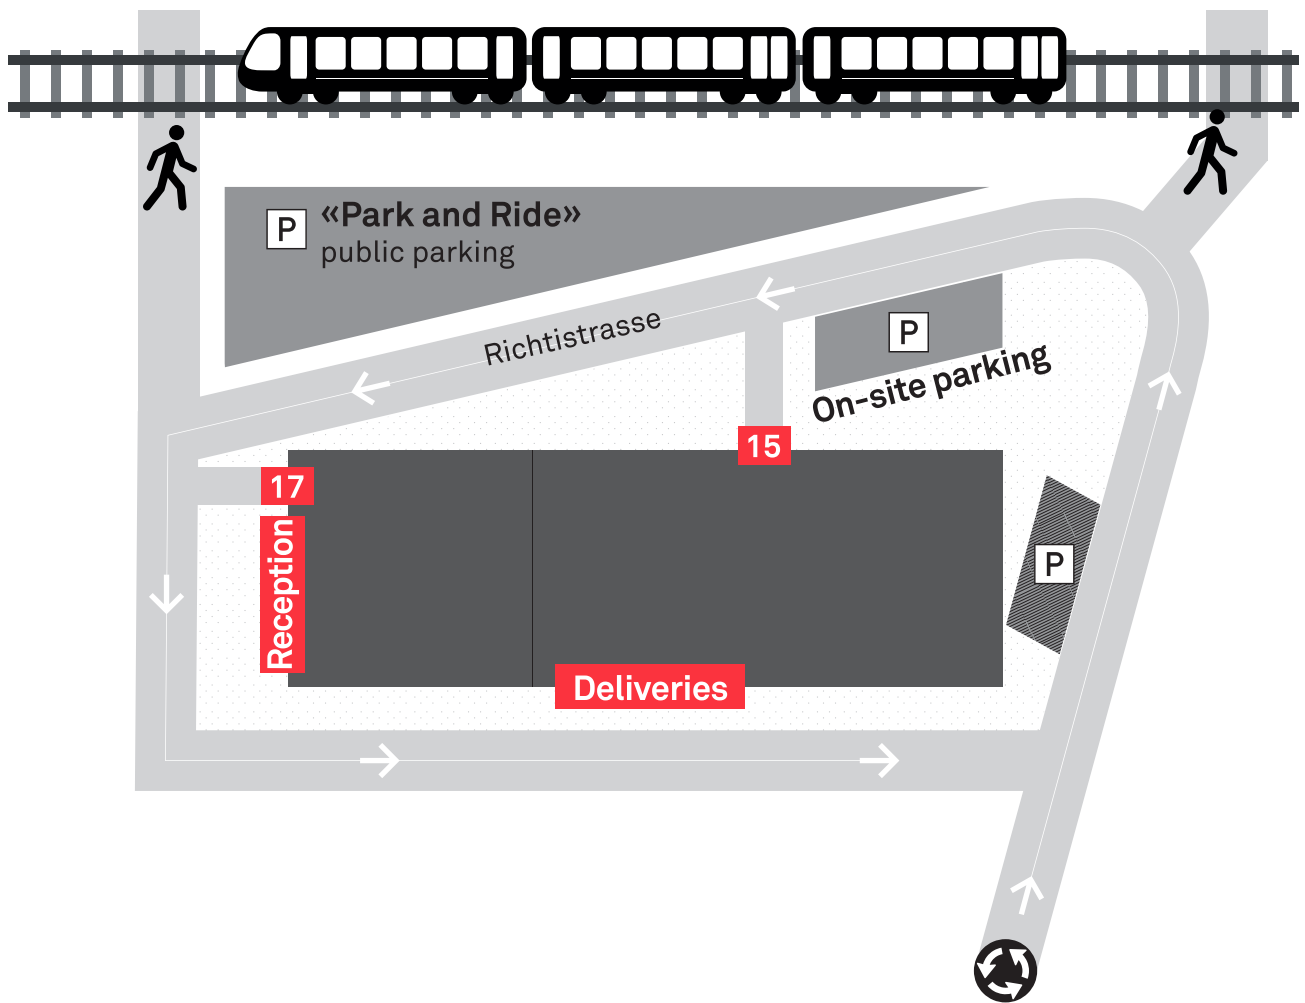 P
«Park and Ride»
public parking
Richtistrasse
P
On-site parking
15
17
Reception
P
Deliveries